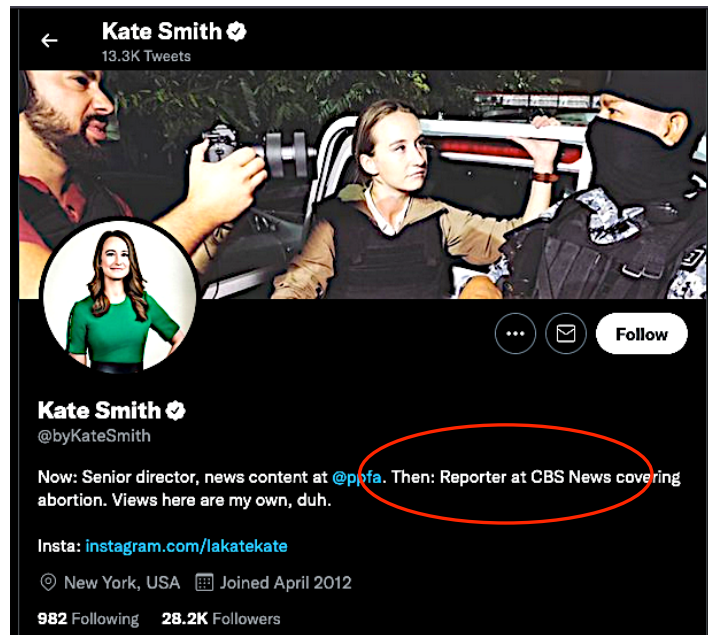 Kate Smith
13.3K Tweets
Follow
Kate Smith
@byKateSmith
Now: Senior director, news content at @ppfa. Then: Reporter at CBS News covering
abortion. Views here are my own, duh.
Insta: instagram.com/lakatekate
New York, USA Joined April 2012
982 Following 28.2K Followers